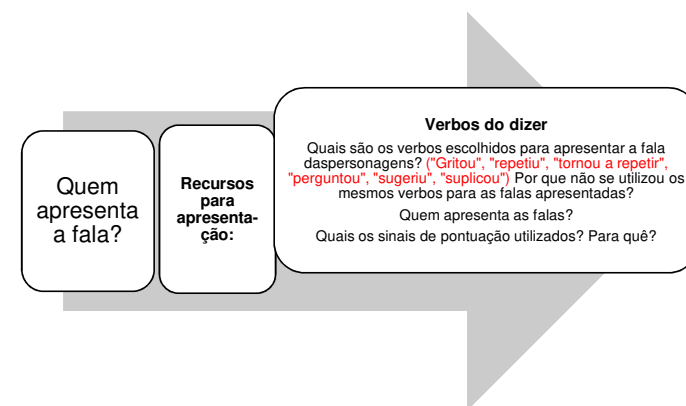 Quem
apresenta
a fala?
Recursos
para
apresenta-
ção:
Verbos do dizer
Quais são os verbos escolhidos para apresentar a fala
daspersonagens? ("Gritou", "repetiu", "tornou a repetir",
"perguntou", "sugeriu", "suplicou") Por que não se utilizou os
mesmos verbos para as falas apresentadas?
Quem apresenta as falas?
Quais os sinais de pontuação utilizados? Para quê?